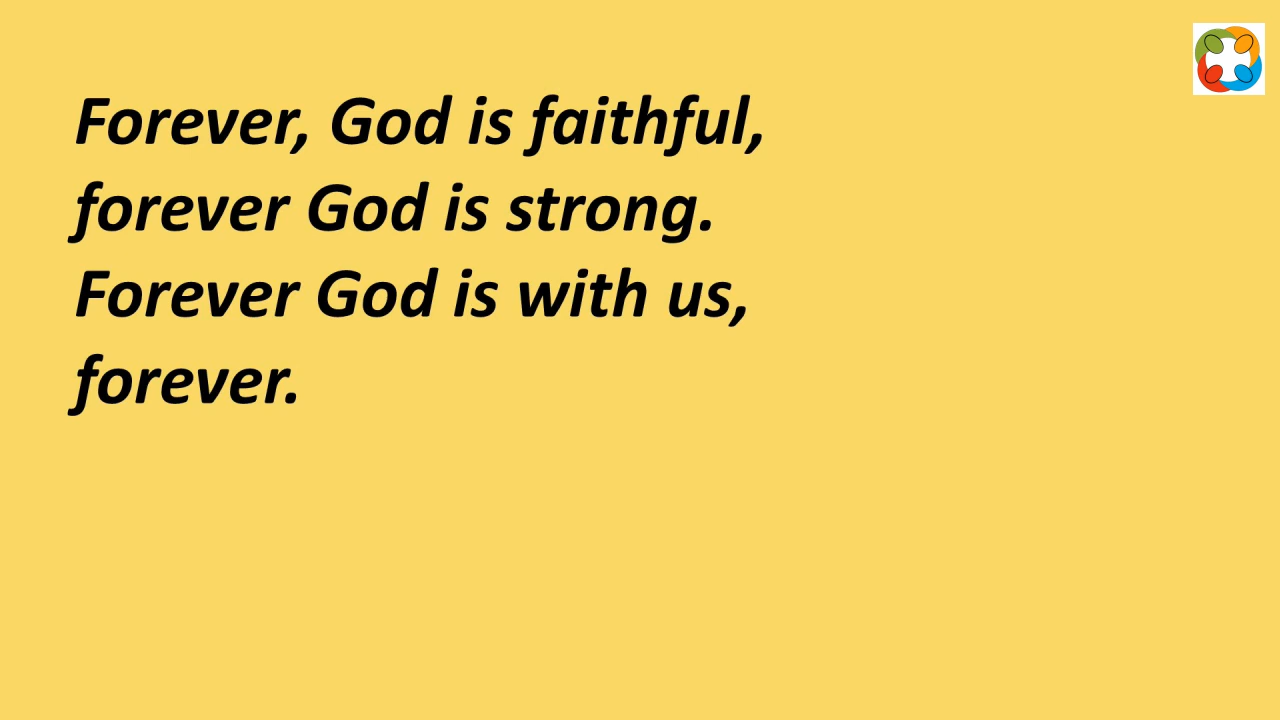 Forever, God is faithful,
forever God is strong.
Forever God is with us,
forever.